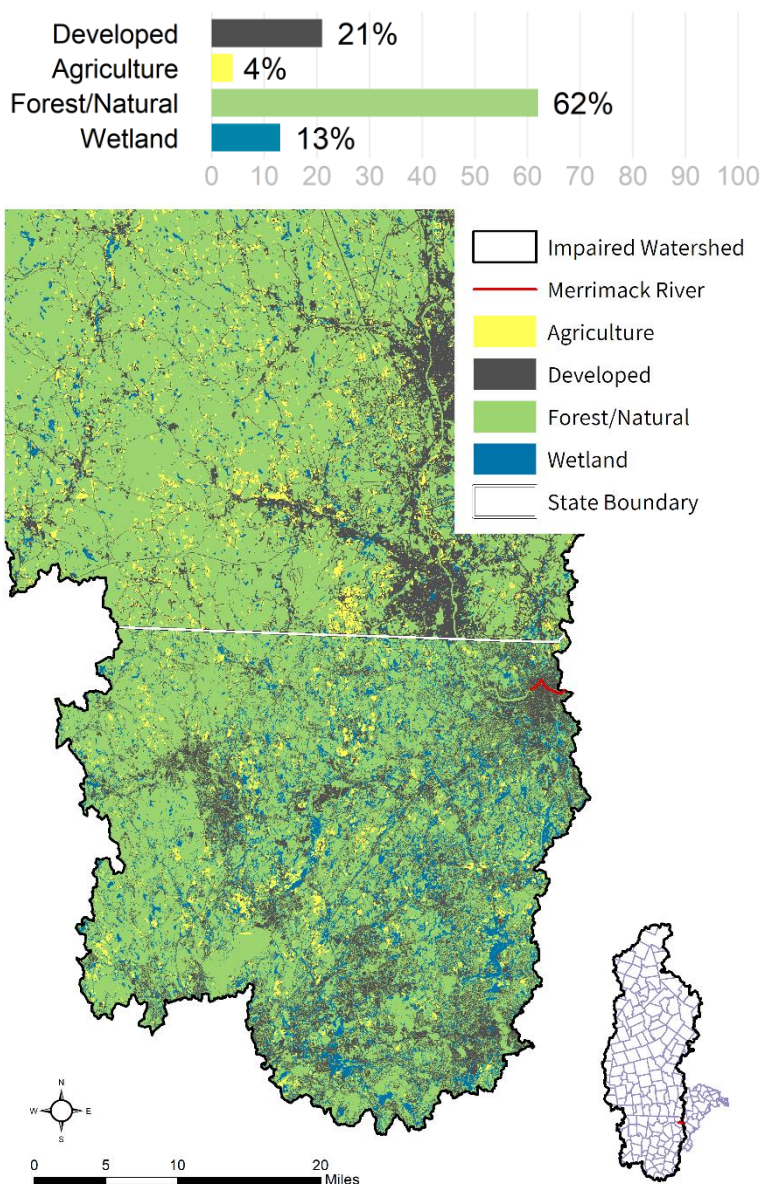 Developed 21%
Agriculture 4%
Forest/Natural 62%
Wetland 13%
0 10 20 30 40 50 60 70 80 90 100
Impaired Watershed
Merrimack River
Agriculture
Developed
Forest/Natural
Wetland
State Boundary
N
W E
S
0 5 10 20
Miles